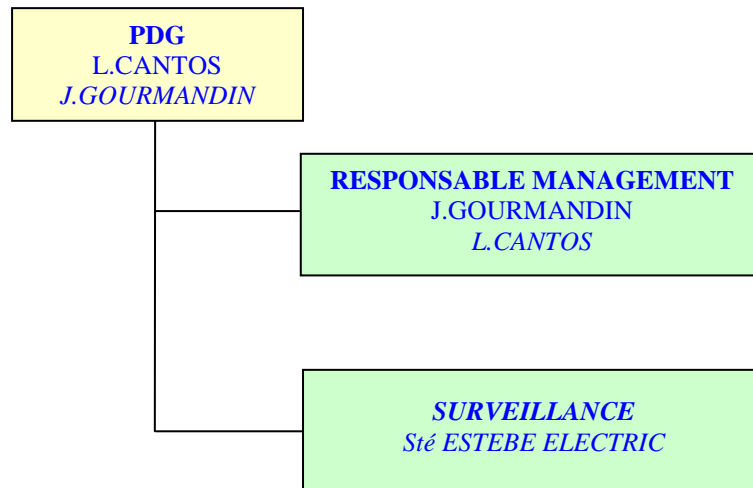 PDG
L.CANTOS
J.GOURMANDIN
RESPONSABLE MANAGEMENT
J.GOURMANDIN
L.CANTOS
SURVEILLANCE
Sté ESTEBE ELECTRIC